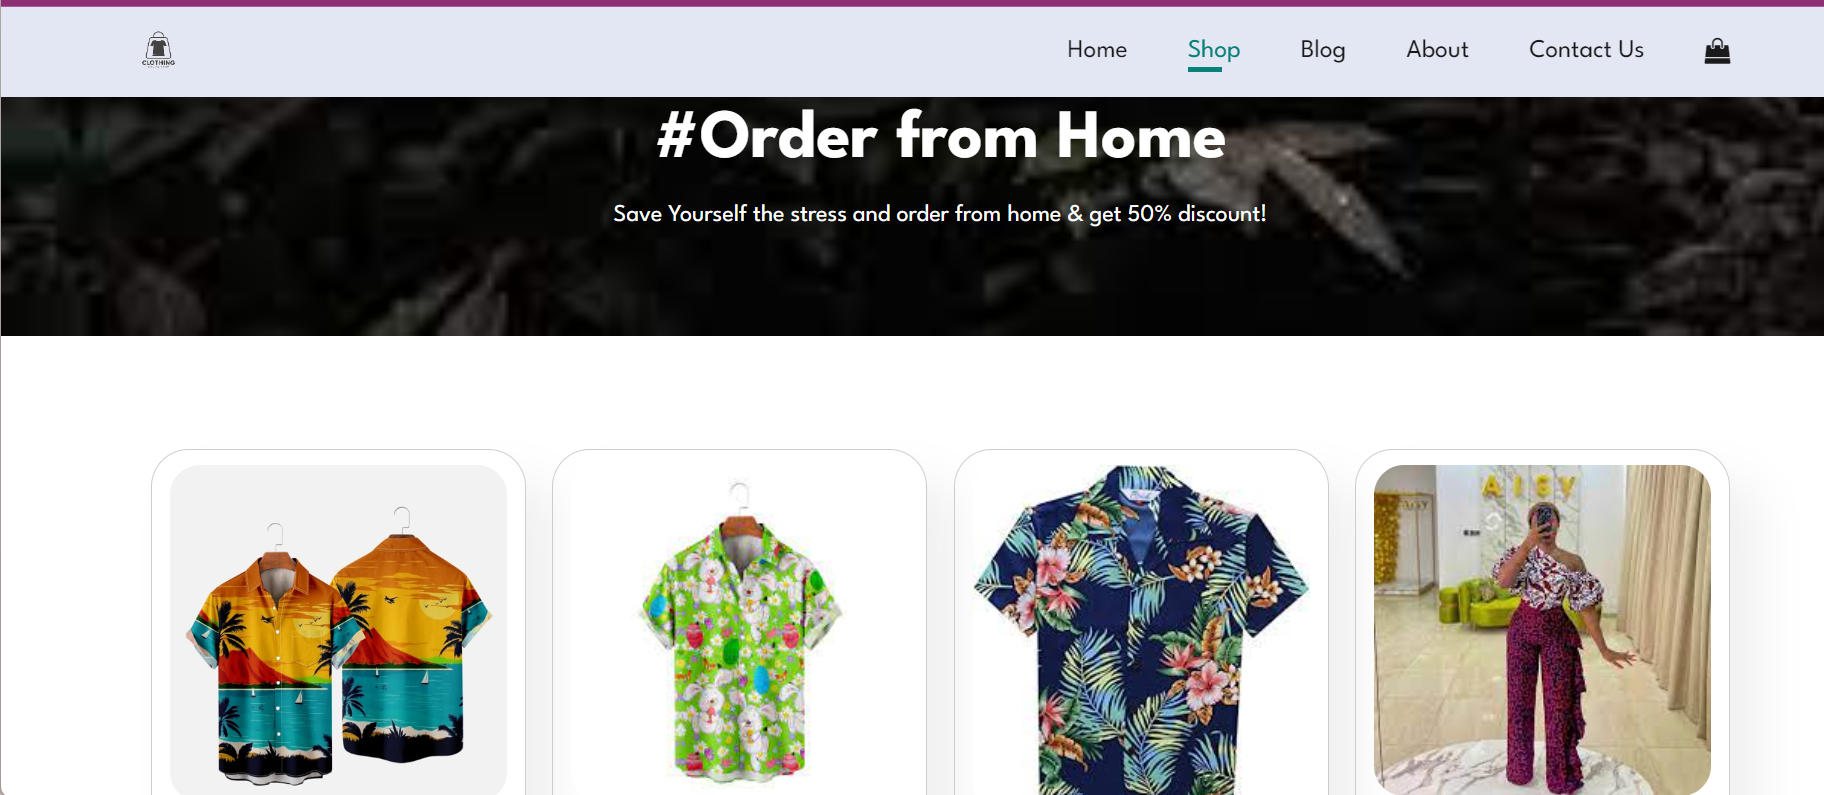 CLOTHING
Home
Shop
Blog
About
Contact Us
#Order from Home
Save Yourself the stress and order from home & get 50% discount!